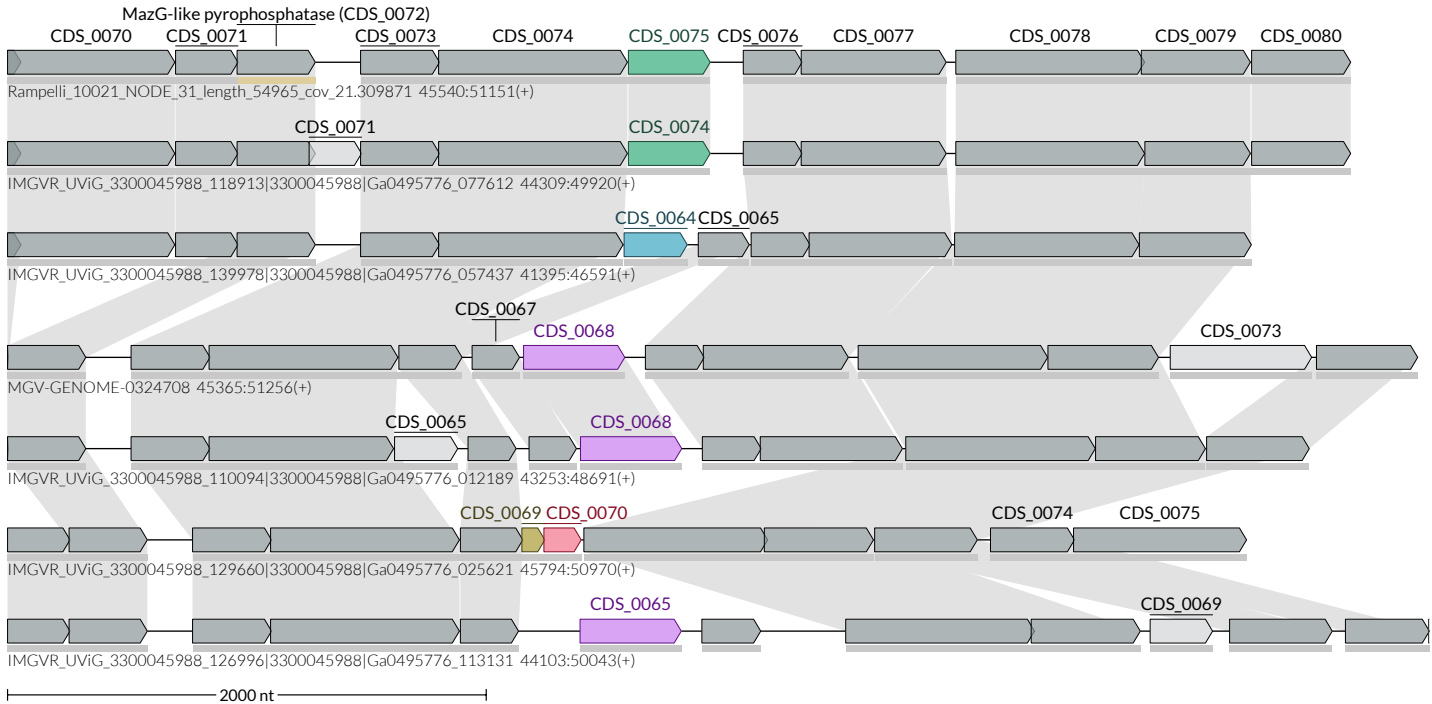 MazG-like pyrophosphatase (CDS_0072)
CDS_0070 CDS_0071 CDS_0073 CDS_0074 CDS_0075 CDS_0076 CDS_0077 CDS_0078 CDS_0079 CDS_0080
Rampelli_10021_NODE_31_length_54965_cov_21.309871 45540:51151(+)
CDS_0071 CDS_0074
IMGVR_UViG_3300045988_118913|3300045988|Ga0495776_077612 44309:49920(+)
CDS_0064 CDS_0065
IMGVR_UViG_3300045988_139978|3300045988|Ga0495776_057437 41395:46591(+)
CDS_0067
CDS_0068 CDS_0073
MGV-GENOME-0324708 45365:51256(+)
CDS_0065 CDS_0068
IMGVR_UViG_3300045988_110094|3300045988|Ga0495776_012189 43253:48691(+)
CDS_0069 CDS_0070 CDS_0074 CDS_0075
IMGVR_UViG_3300045988_129660|3300045988|Ga0495776_025621 45794:50970(+)
CDS_0065 CDS_0069
IMGVR_UViG_3300045988_126996|3300045988|Ga0495776_113131 44103:50043(+)
2000 nt